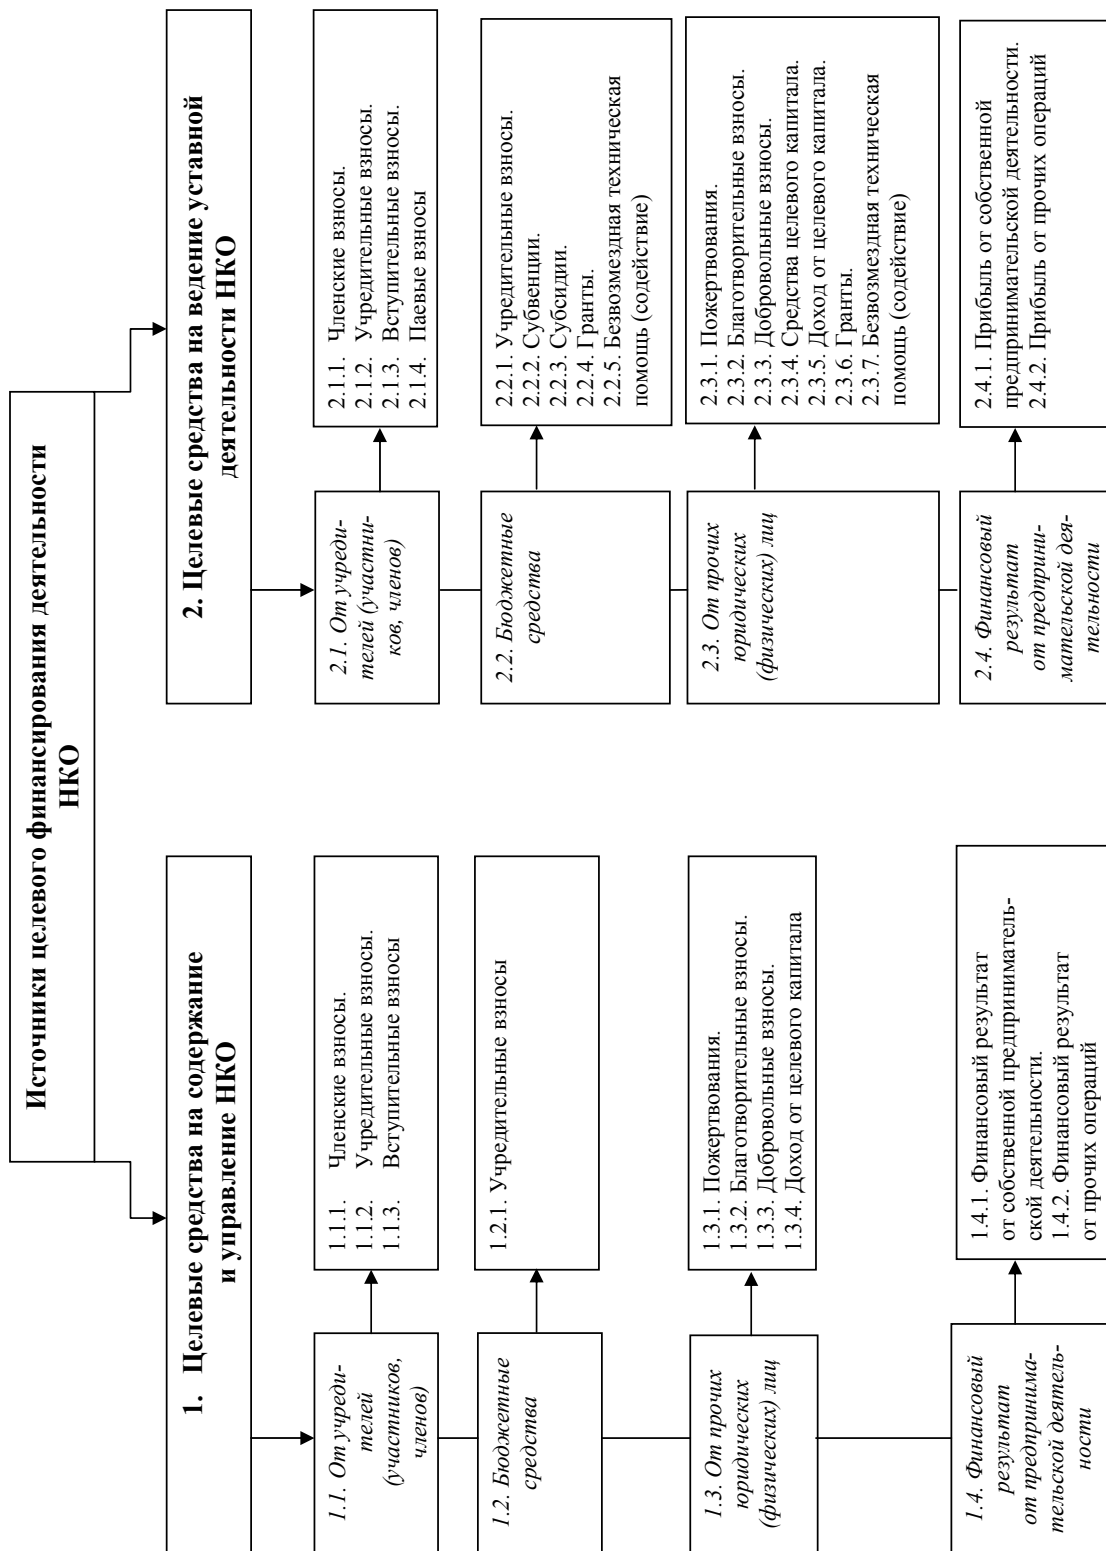 Источники целевого финансирования деятельности
НКО
1. Целевые средства на содержание
и управление НКО
1.1. От учреди-
телей
(участников,
членов)
1.1.1. Членские взносы.
1.1.2. Учредительные взносы.
1.1.3. Вступительные взносы
1.2. Бюджетные
средства
1.2.1. Учредительные взносы
1.3. От прочих
юридических
(физических) лиц
1.3.1. Пожертвования.
1.3.2. Благотворительные взносы.
1.3.3. Добровольные взносы.
1.3.4. Доход от целевого капитала
1.4. Финансовый
результат
от предпринима-
тельской деятель-
ности
1.4.1. Финансовый результат
от собственной предприниматель-
ской деятельности.
1.4.2. Финансовый результат
от прочих операций
2. Целевые средства на ведение уставной
деятельности НКО
2.1. От учреди-
телей (участни-
ков, членов)
2.1.1. Членские взносы.
2.1.2. Учредительные взносы.
2.1.3. Вступительные взносы.
2.1.4. Паевые взносы
2.2. Бюджетные
средства
2.2.1. Учредительные взносы.
2.2.2. Субвенции.
2.2.3. Субсидии.
2.2.4. Гранты.
2.2.5. Безвозмездная техническая
помощь (содействие)
2.3. От прочих
юридических
(физических) лиц
2.3.1. Пожертвования.
2.3.2. Благотворительные взносы.
2.3.3. Добровольные взносы.
2.3.4. Средства целевого капитала.
2.3.5. Доход от целевого капитала.
2.3.6. Гранты.
2.3.7. Безвозмездная техническая
помощь (содействие)
2.4. Финансовый
результат
от предприни-
мательской дея-
тельности
2.4.1. Прибыль от собственной
предпринимательской деятельности.
2.4.2. Прибыль от прочих операций